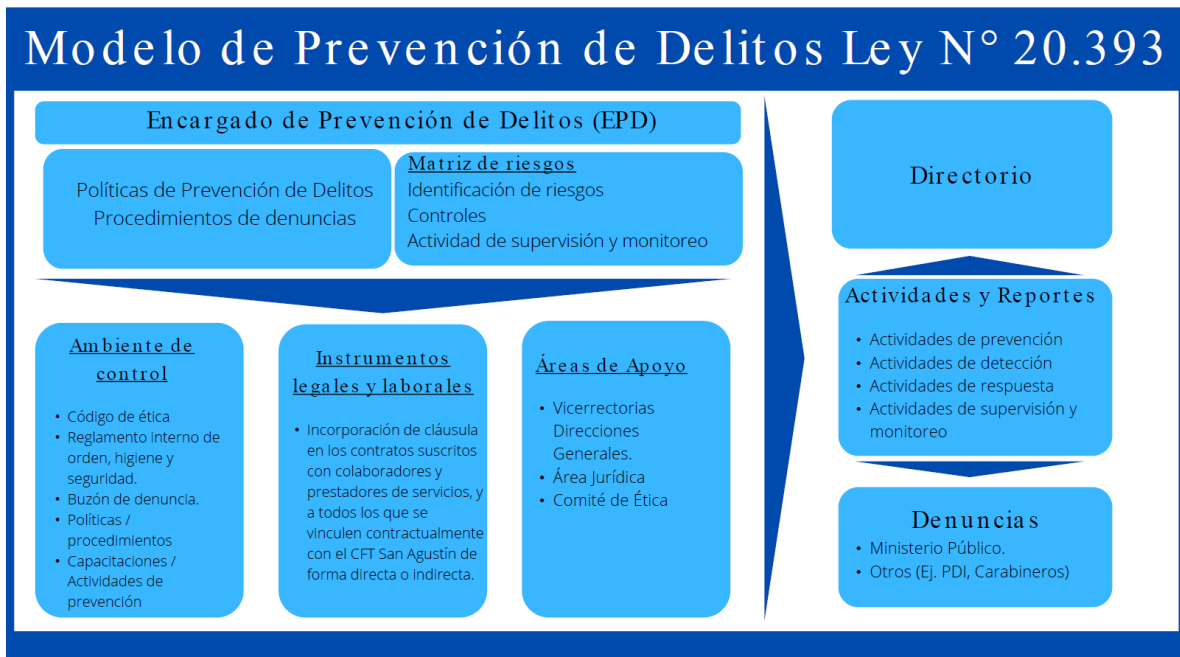 Modelo de Prevención de Delitos Ley N° 20.393
Encargado de Prevención de Delitos (EPD)
Políticas de Prevención de Delitos
Procedimientos de denuncias
Matriz de riesgos
Identificación de riesgos
Controles
Actividad de supervisión y monitoreo
Ambiente de
control
• Código de ética
• Reglamento interno de
orden, higiene y
seguridad.
• Buzón de denuncia.
• Políticas /
procedimientos
• Capacitaciones /
Actividades de
prevención
Instrumentos
legales y laborales
• Incorporación de cláusula
en los contratos suscritos
con colaboradores y
prestadores de servicios, y
a todos los que se
vinculen contractualmente
con el CFT San Agustín de
forma directa o indirecta.
Áreas de Apoyo
• Vicerrectorias
Direcciones
Generales.
• Área Jurídica
• Comité de Ética
Directorio
Actividades y Reportes
• Actividades de prevención
• Actividades de detección
• Actividades de respuesta
• Actividades de supervisión y
monitoreo
Denuncias
• Ministerio Público.
• Otros (Ej. PDI, Carabineros)